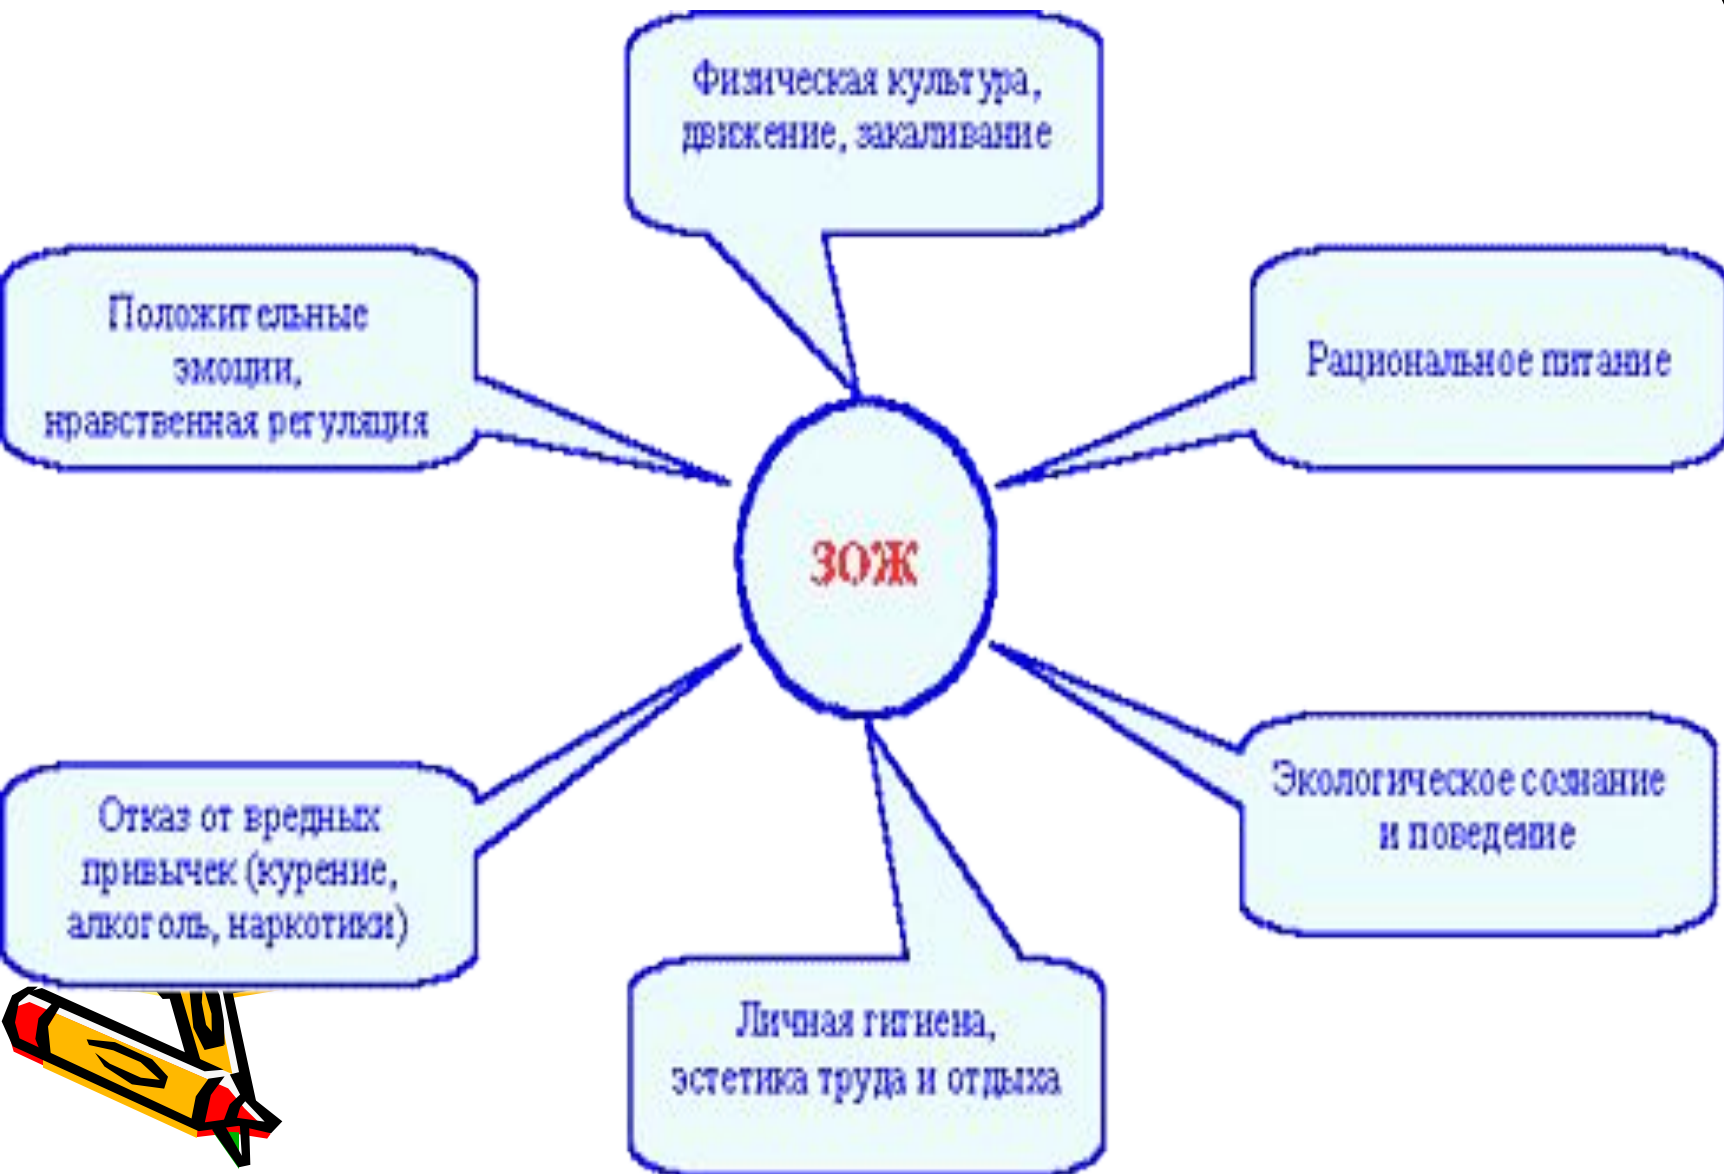 Физическая культура,
движение, закаливание
Положительные
эмоции,
нравственная регуляция
Рациональное питание
ЗОЖ
Отказ от вредных
привычек (курение,
алкоголь, наркотики)
Экологическое сознание
и поведение
Личная гигиена,
эстетика труда и отдыха